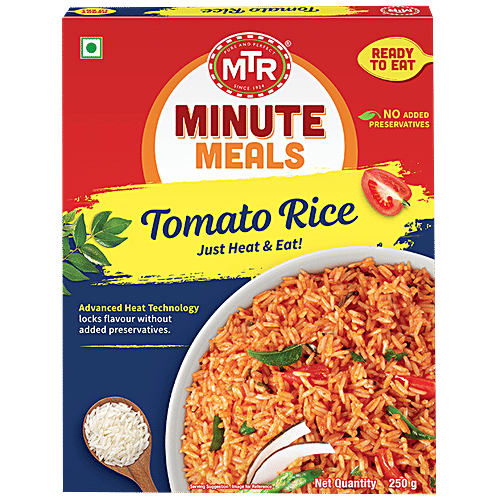 PURE AND PERFECT
MTR
SINCE 1924
®
READY
TO EAT
MINUTE
MEALS
NO ADDED
PRESERVATIVES
Tomato Rice
Just Heat & Eat!
Advanced Heat Technology
locks flavour without
added preservatives.
Serving Suggestion
Image for Reference
Net Quantity 250 g